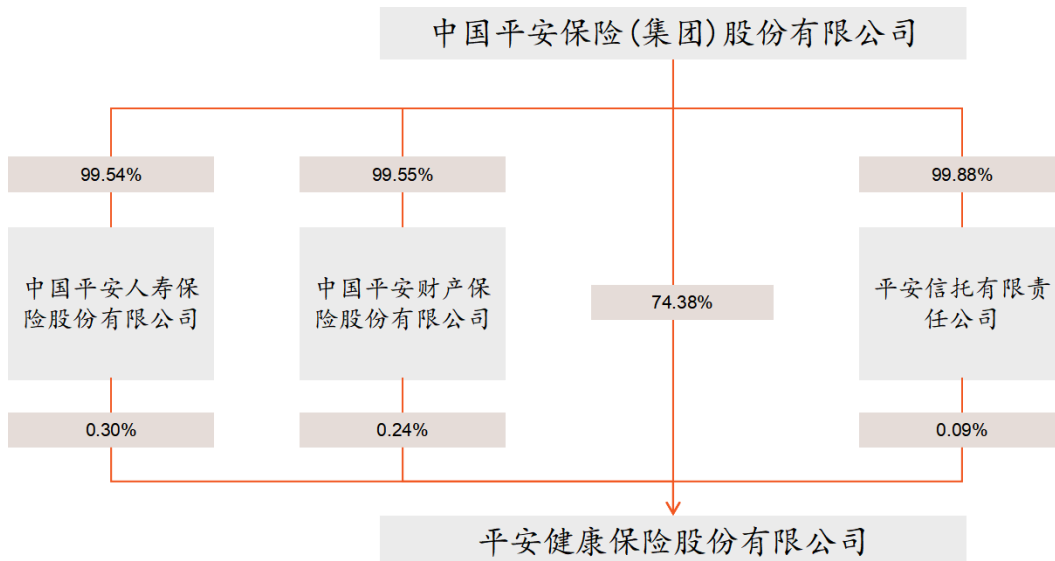 中国平安保险(集团)股份有限公司
99.54%
99.55%
99.88%
中国平安人寿保
险股份有限公司
中国平安财产保
险股份有限公司
74.38%
平安信托有限责
任公司
0.30%
0.24%
0.09%
平安健康保险股份有限公司